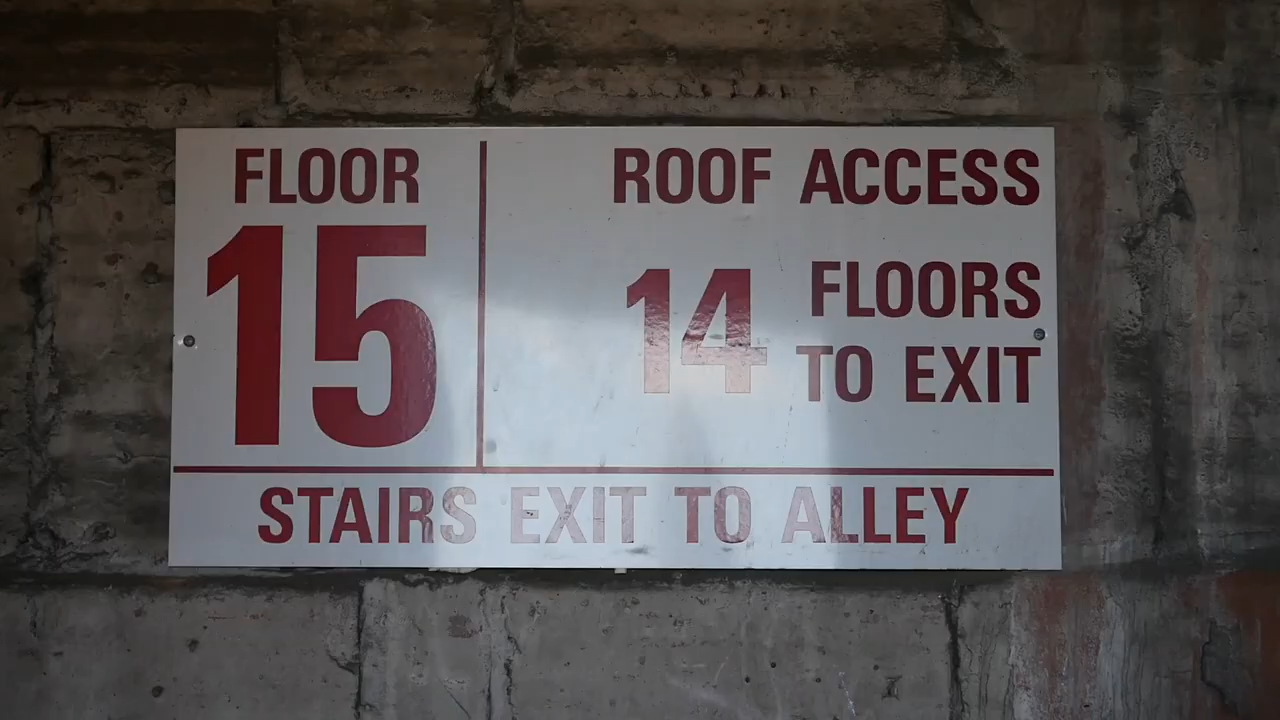 FLOOR
15
ROOF ACCESS
14 FLOORS
TO EXIT
STAIRS EXIT TO ALLEY